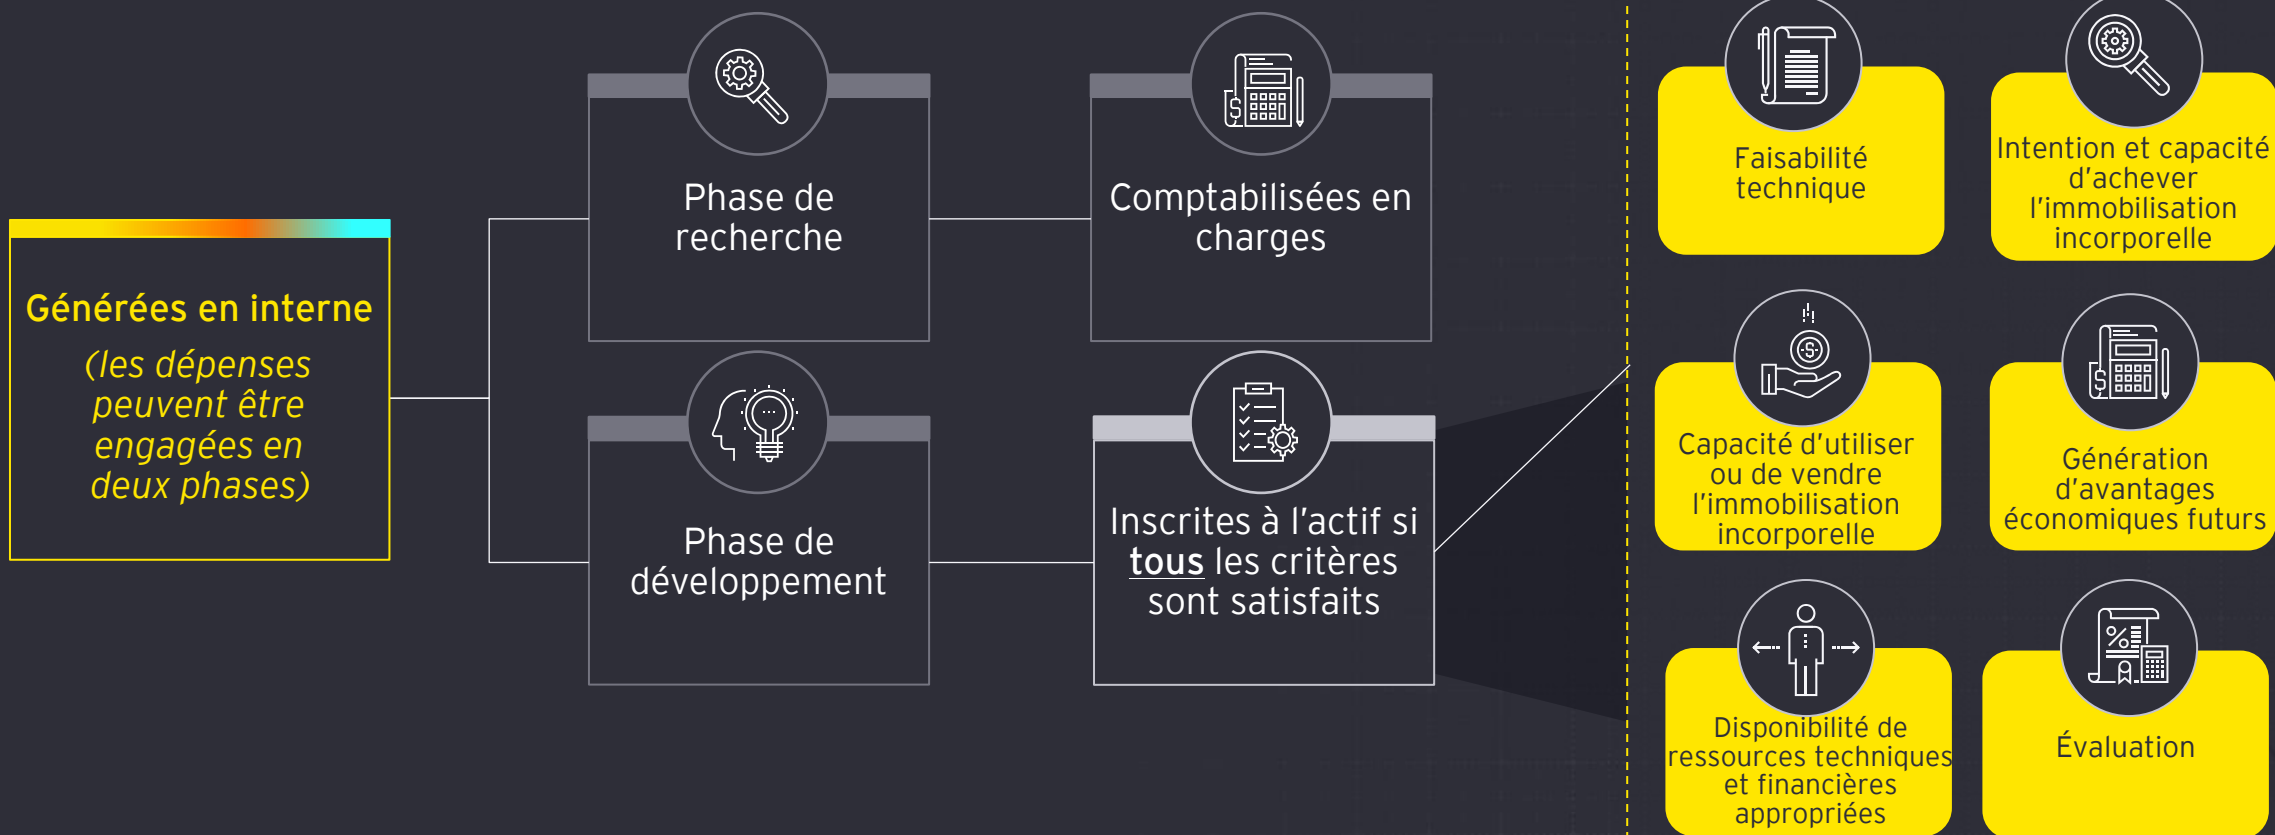 Générées en interne
(les dépenses
peuvent être
engagées en
deux phases)
Phase de
recherche
Comptabilisées en
charges
Phase de
développement
Inscrites à l'actif si
tous les critères
sont satisfaits
Faisabilité
technique
Intention et capacité
d'achever
l'immobilisation
incorporelle
Capacité d'utiliser
ou de vendre
l'immobilisation
incorporelle
Génération
d'avantages
économiques futurs
Disponibilité de
ressources techniques
et financières
appropriées
Évaluation